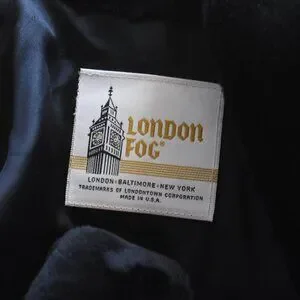 LONDON
FOG®
LONDON · BALTIMORE · NEW YORK
TRADEMARKS OF LONDONTOWN CORPORATION
MADE IN U.S.A.